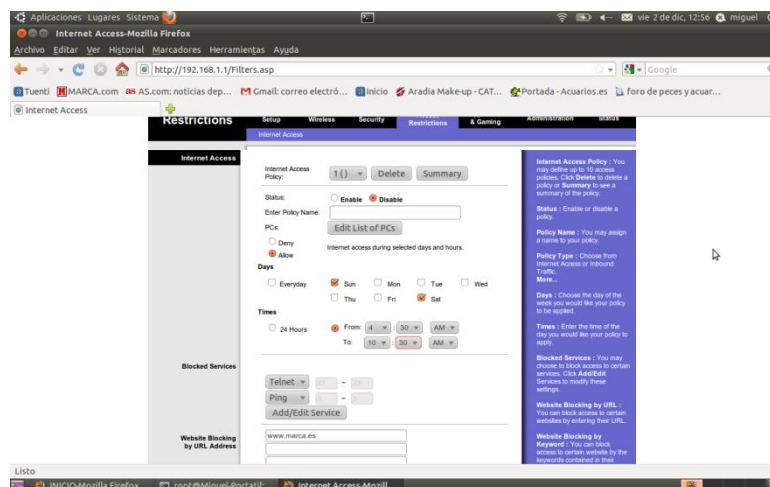 Aplicaciones Lugares Sistema vie 2 de dic, 12:56 miguel
Internet Access-Mozilla Firefox
Archivo Editar Ver Historial Marcadores Herramientas Ayuda
http://192.168.1.1/Filters.asp Google
Tuenti MARCA.com as AS.com: noticias dep... Gmail: correo electró... Inicio Aradia Make-up - CAT... Portada - Acuarios.es foro de peces y acuar...
Internet Access
Restrictions Setup Wireless Security Restrictions & Gaming Administration Status
Internet Access
Internet Access
Internet Access Policy: 1 () Delete Summary
Status: Enable Disable
Enter Policy Name:
PCs: Edit List of PCs
Deny
Allow
Internet access during selected days and hours.
Days
Everyday Sun Mon Tue Wed
Thu Fri Sat
Times
24 Hours From: 4 : 30 AM
To: 10 : 30 AM
Blocked Services
Telnet ~
Ping ~
Add/Edit Service
Website Blocking by URL Address
www.marca.es
Internet Access Policy : You
may define up to 10 access
policies. Click Delete to delete a
policy or Summary to see a
summary of the policy.
Status : Enable or disable a
policy.
Policy Name : You may assign
a name to your policy.
Policy Type : Choose from
Internet Access or Inbound
Traffic.
More...
Days : Choose the day of the
week you would like your policy
to be applied.
Times : Enter the time of the
day you would like your policy to
apply.
Blocked Services : You may
choose to block access to certain
services. Click Add/Edit
Services to modify these
settings.
Website Blocking by URL :
You can block access to certain
websites by entering their URL.
Website Blocking by
Keyword : You can block
access to certain website by the
keywords contained in their
Listo
INICIO-Mozilla Firefox root@Miguel-Portatil: Internet Access-Mozill...